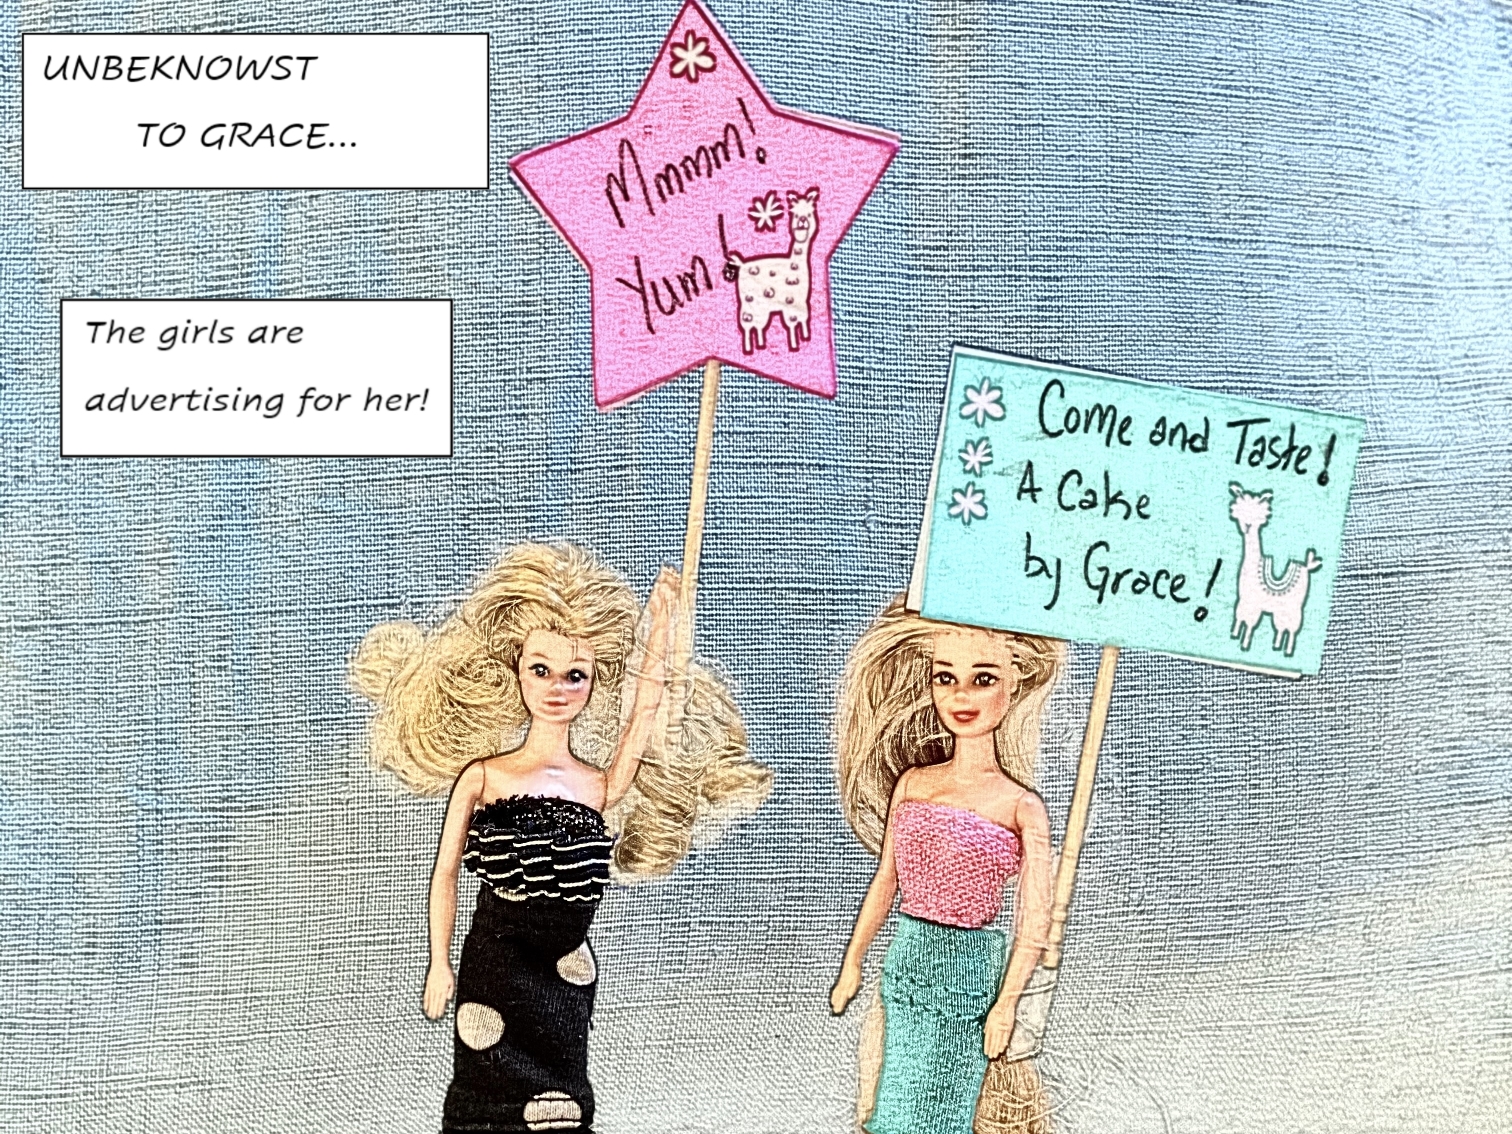 UNBEKNOWST
TO GRACE...
The girls are
advertising for her!
Mmmm!
Yum!
Come and Taste!
A Cake
by Grace!